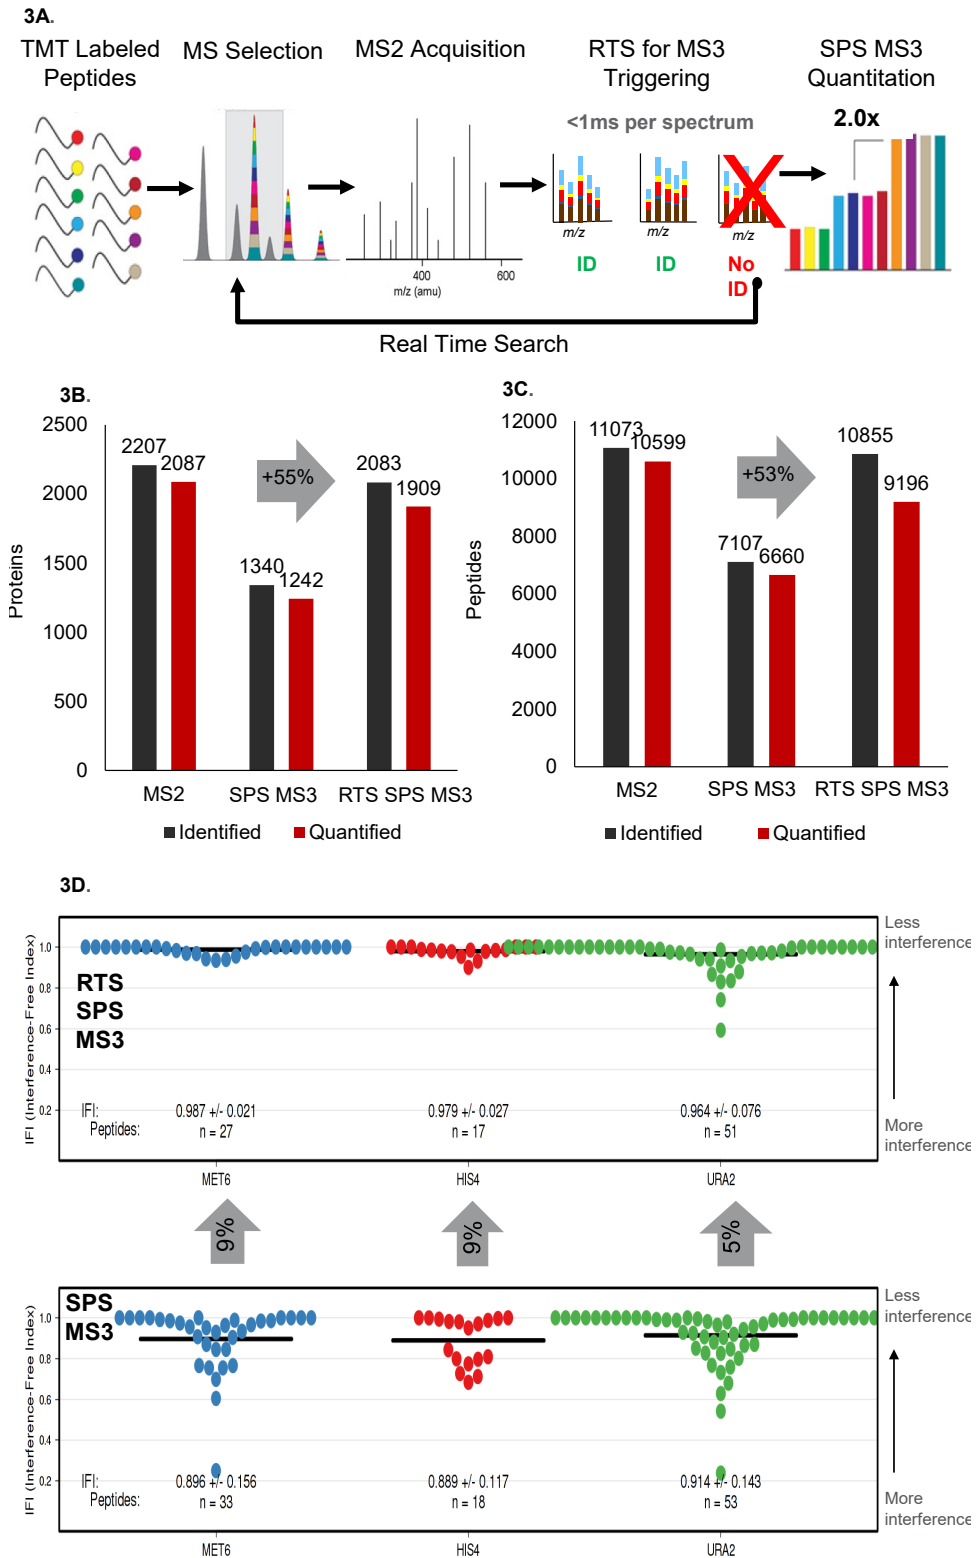 3A.
TMT Labeled
Peptides
MS Selection
MS2 Acquisition
RTS for MS3
Triggering
SPS MS3
Quantitation
<1ms per spectrum
2.0x
m/z
m/z
m/z
400
600
m/z (amu)
ID
ID
No
ID
Real Time Search
3B.
2500
2000
1500
1000
500
0
Proteins
2207
2087
1340
1242
+55%
2083
1909
MS2
SPS MS3
RTS SPS MS3
Identified
Quantified
3C.
12000
10000
8000
6000
4000
2000
0
Peptides
11073
10599
7107
6660
+53%
10855
9196
MS2
SPS MS3
RTS SPS MS3
Identified
Quantified
3D.
IFI (Interference-Free Index)
1.0
0.8
0.6
0.4
0.2
RTS
SPS
MS3
IFI:
0.987 +/- 0.021
0.979 +/- 0.027
0.964 +/- 0.076
Peptides:
n = 27
n = 17
n = 51
MET6
HIS4
URA2
Less
interference
More
interference
9%
9%
5%
IFI (Interference-Free Index)
1.0
0.8
0.6
0.4
0.2
SPS
MS3
IFI:
0.896 +/- 0.156
0.889 +/- 0.117
0.914 +/- 0.143
Peptides:
n = 33
n = 18
n = 53
MET6
HIS4
URA2
Less
interference
More
interference